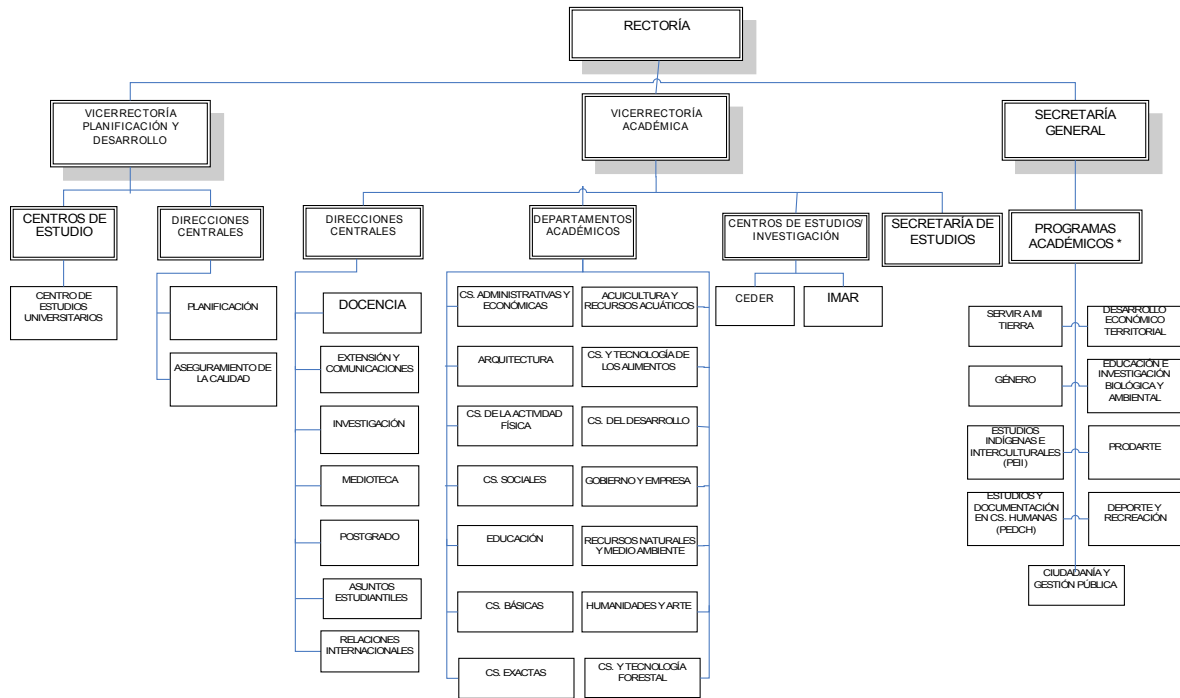 RECTORÍA
VICERRECTORÍA
PLANIFICACIÓN Y
DESARROLLO
VICERRECTORÍA
ACADÉMICA
SECRETARÍA
GENERAL
CENTROS DE
ESTUDIO
DIRECCIONES
CENTRALES
DIRECCIONES
CENTRALES
DEPARTAMENTOS
ACADÉMICOS
CENTROS DE ESTUDIOS/
INVESTIGACIÓN
SECRETARÍA DE
ESTUDIOS
PROGRAMAS
ACADÉMICOS *
CENTRO DE
ESTUDIOS
UNIVERSITARIOS
PLANIFICACIÓN
ASEGURAMIENTO DE
LA CALIDAD
DOCENCIA
EXTENSIÓN Y
COMUNICACIONES
INVESTIGACIÓN
MEDIOTECA
POSTGRADO
ASUNTOS
ESTUDIANTILES
RELACIONES
INTERNACIONALES
CS. ADMINISTRATIVAS Y
ECONÓMICAS
ARQUITECTURA
CS. DE LA ACTIVIDAD
FÍSICA
CS. SOCIALES
EDUCACIÓN
CS. BÁSICAS
CS. EXACTAS
ACUICULTURA Y
RECURSOS ACUÁTICOS
CS. Y TECNOLOGÍA DE
LOS ALIMENTOS
CS. DEL DESARROLLO
GOBIERNO Y EMPRESA
RECURSOS NATURALES
Y MEDIO AMBIENTE
HUMANIDADES Y ARTE
CS. Y TECNOLOGÍA
FORESTAL
CEDER
IMAR
SERVIR A MI
TIERRA
DESARROLLO
ECONÓMICO
TERRITORIAL
GÉNERO
EDUCACIÓN E
INVESTIGACIÓN
BIOLÓGICA Y
AMBIENTAL
ESTUDIOS
INDÍGENAS E
INTERCULTURALES
(PEII)
PRODARTE
ESTUDIOS Y
DOCUMENTACIÓN
EN CS. HUMANAS
(PEDCH)
DEPORTE Y
RECREACIÓN
CIUDADANÍA Y
GESTIÓN PÚBLICA